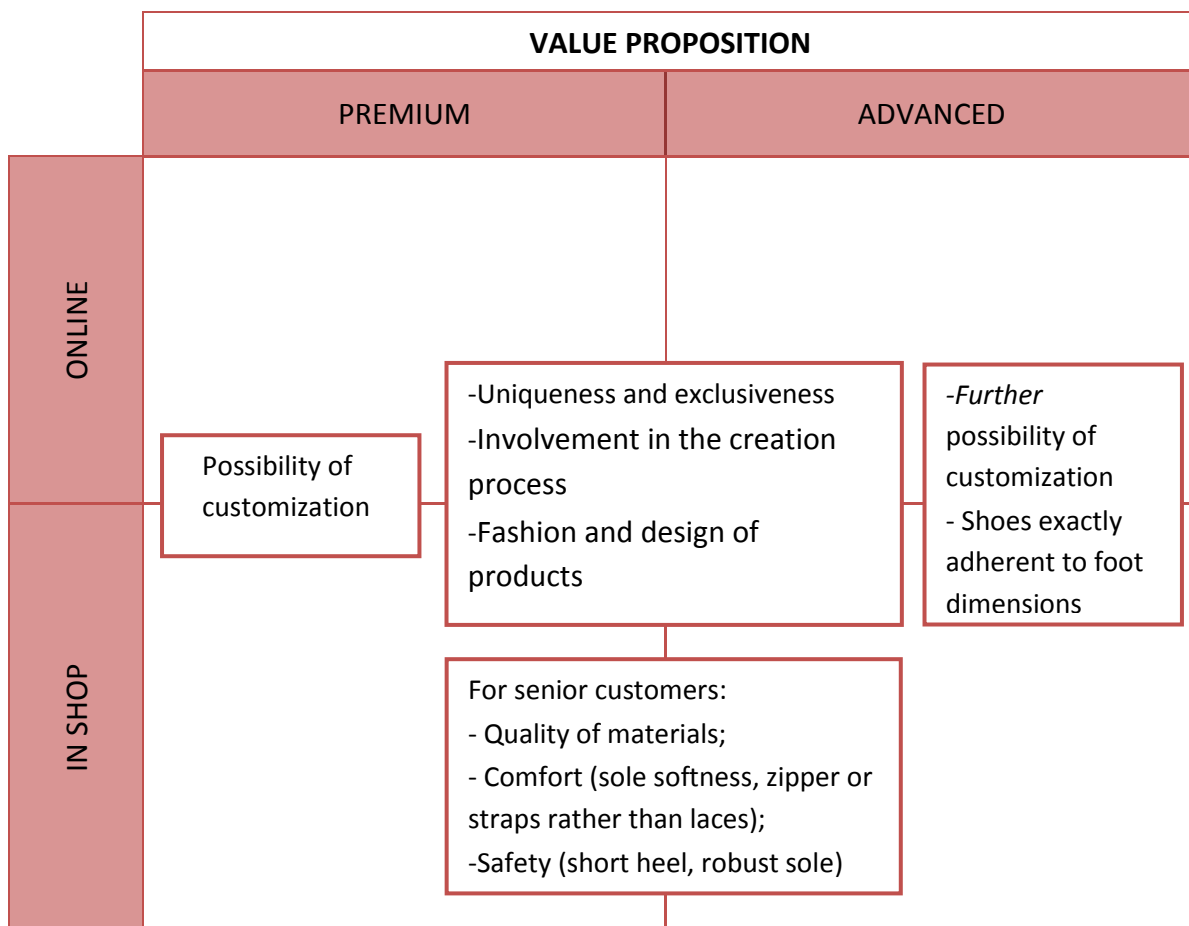 VALUE PROPOSITION
PREMIUM
ADVANCED
ONLINE
IN SHOP
Possibility of
customization
-Uniqueness and exclusiveness
-Involvement in the creation
process
-Fashion and design of
products
-Further
possibility of
customization
- Shoes exactly
adherent to foot
dimensions
For senior customers:
- Quality of materials;
- Comfort (sole softness, zipper or
straps rather than laces);
-Safety (short heel, robust sole)